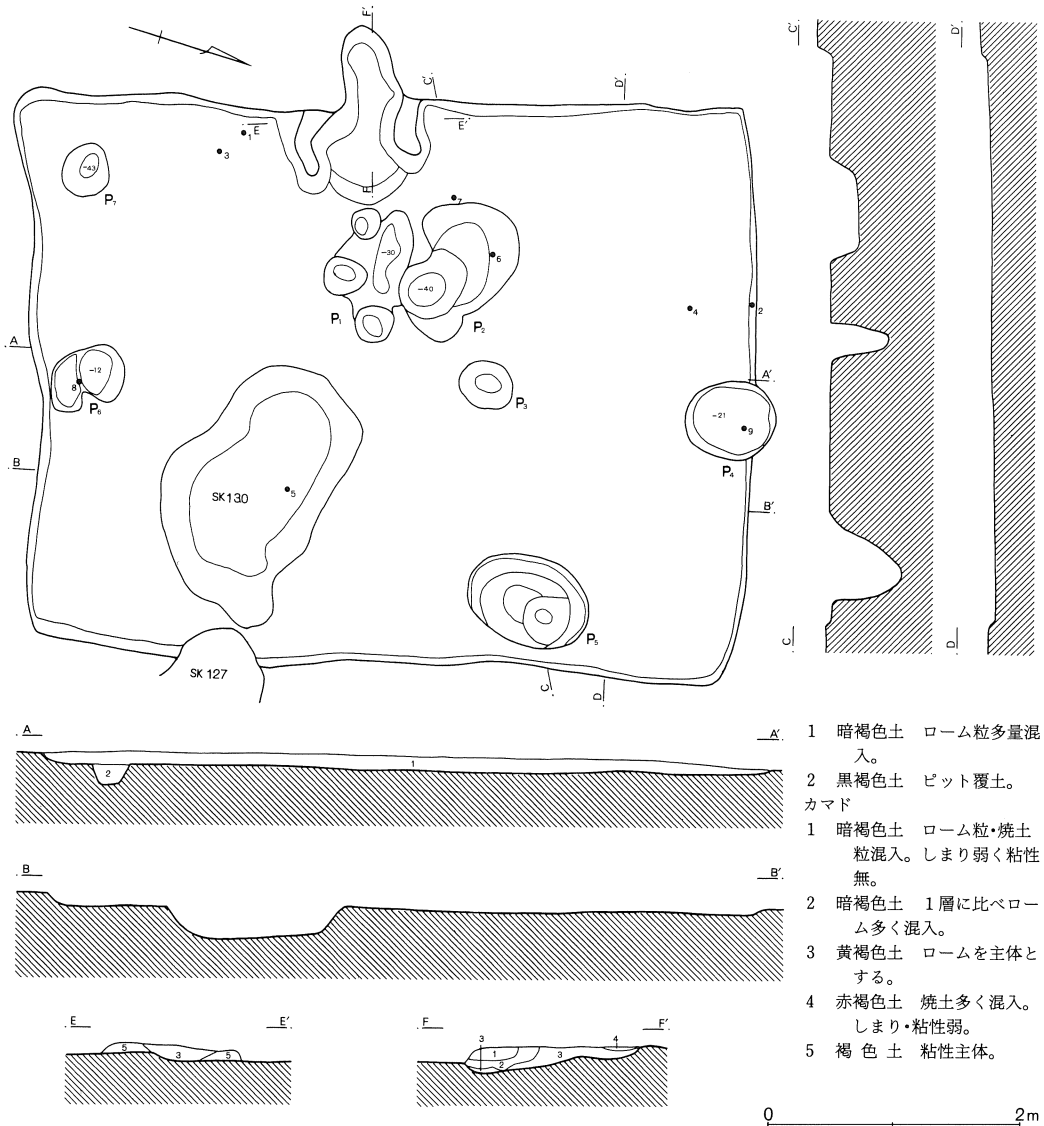 F′
C′
D′
E
E′
1
3
-43
P₇
F
7
-30
6
-40
P₁
P₂
4
2
A
A′
8
-12
P₆
P₃
-21
9
P₄
B
B′
SK130
5
P₅
SK127
C
D
C′
D′
C
D
A
A′
1
2
B
B′
E
E′
5
3
5
F
F′
3
4
1
2
3
1 暗褐色土 ローム粒多量混
入。
2 黒褐色土 ピット覆土。
カマド
1 暗褐色土 ローム粒・焼土
粒混入。しまり弱く粘性
無。
2 暗褐色土 1層に比べロー
ム多く混入。
3 黄褐色土 ロームを主体と
する。
4 赤褐色土 焼土多く混入。
しまり・粘性弱。
5 褐色土 粘性主体。
0
2m